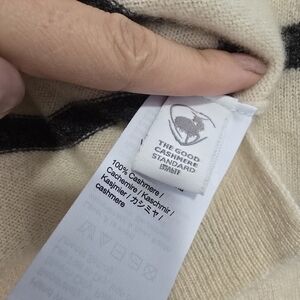 THE GOOD
CASHMERE
STANDARD
100% Cashmere /
Cachemire / Kaschmir /
Kasjmier / カシミヤ /
cashmere